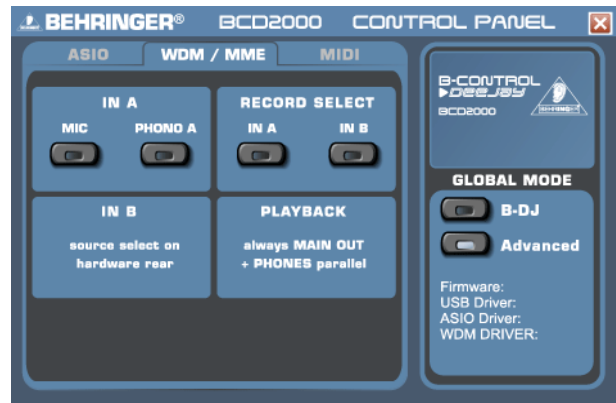 BEHRINGER® BCD2000 CONTROL PANEL
ASIO WDM / MME MIDI
IN A
MIC PHONO A
RECORD SELECT
IN A IN B
IN B
source select on
hardware rear
PLAYBACK
always MAIN OUT
+ PHONES parallel
B-CONTROL
DEEJAY
BCD2000
BEHRINGER
GLOBAL MODE
B-DJ
Advanced
Firmware:
USB Driver:
ASIO Driver:
WDM DRIVER: